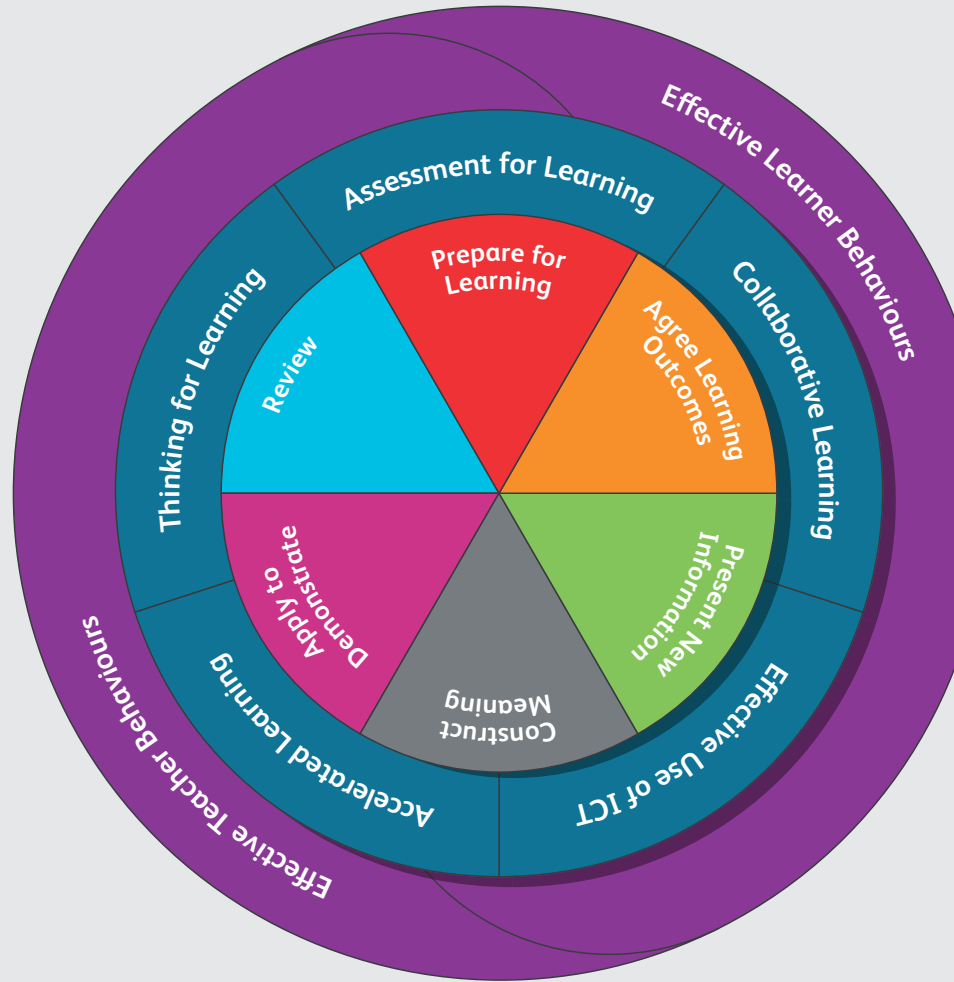 Effective Learner Behaviours
Effective Teacher Behaviours
Assessment for Learning
Collaborative Learning
Effective Use of ICT
Accelerated Learning
Thinking for Learning
Prepare for
Learning
Agree Learning
Outcomes
Present New
Information
Construct
Meaning
Apply to
Demonstrate
Review